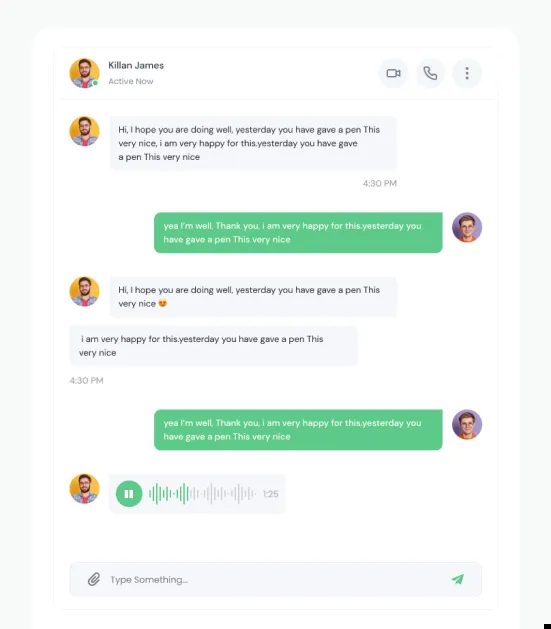 Killan James
Active Now
Hi, I hope you are doing well, yesterday you have gave a pen This
very nice, i am very happy for this.yesterday you have gave
a pen This very nice
4:30 PM
yea I'm well, Thank you, i am very happy for this.yesterday you
have gave a pen This very nice
Hi, I hope you are doing well, yesterday you have gave a pen This
very nice 😍
i am very happy for this.yesterday you have gave a pen This
very nice
4:30 PM
yea I'm well, Thank you, i am very happy for this.yesterday you
have gave a pen This very nice
1:25
Type Something...